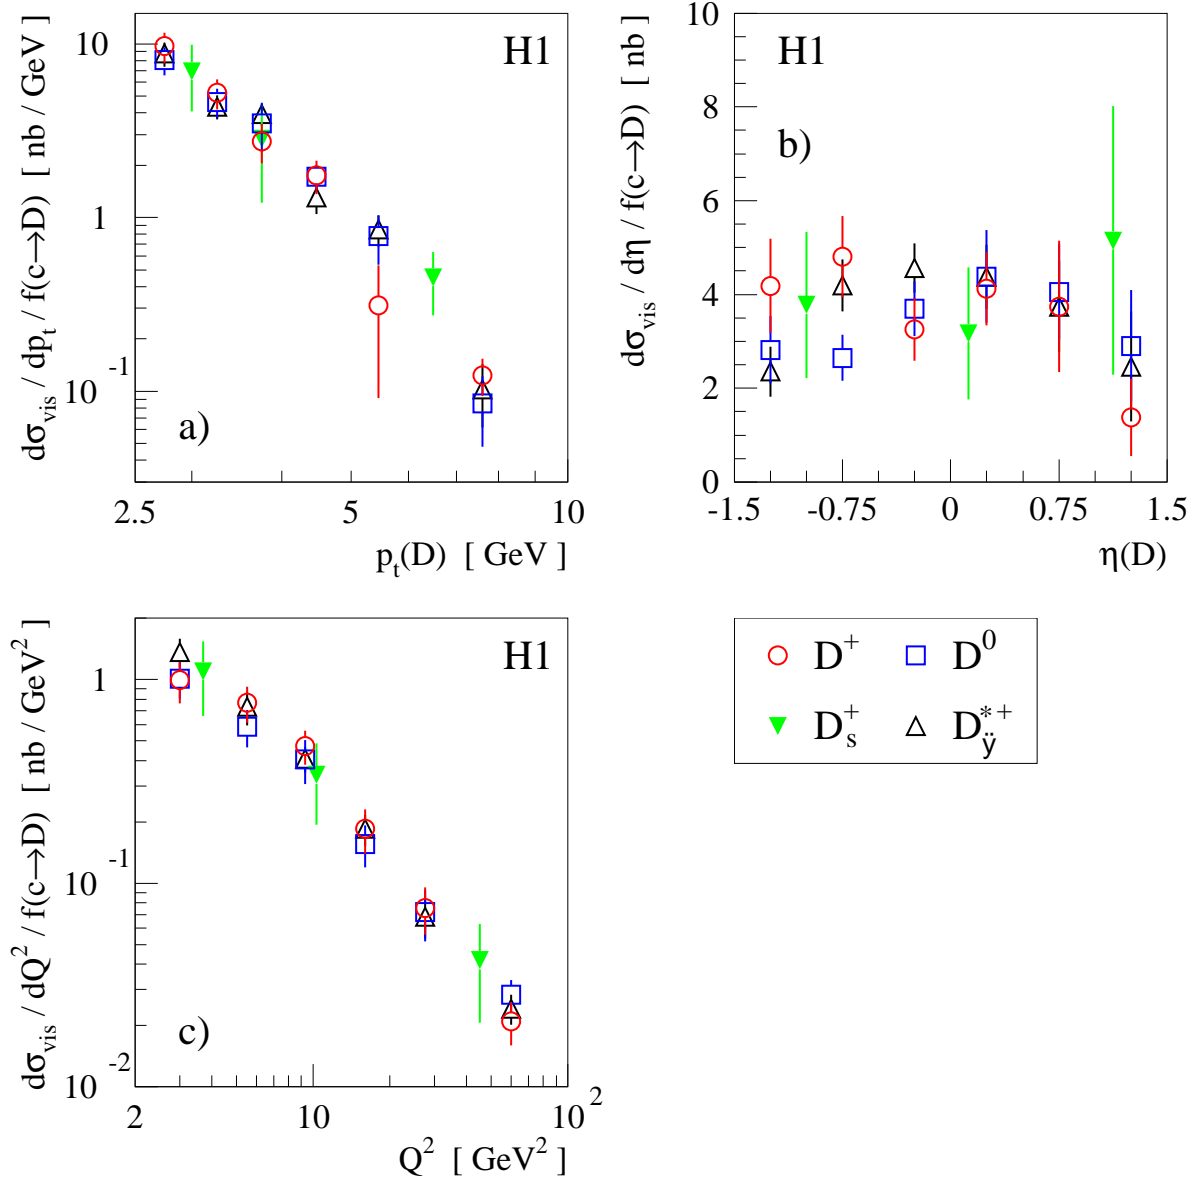 H1
a)
10
1
10^-1
2.5 5 10
p_t(D) [ GeV ]
dσ_vis / dp_t / f(c→D) [ nb / GeV ]
H1
b)
10
8
6
4
2
0
-1.5 -0.75 0 0.75 1.5
η(D)
dσ_vis / dη / f(c→D) [ nb ]
H1
c)
1
10^-1
10^-2
2 10 10^2
Q^2 [ GeV^2 ]
dσ_vis / dQ^2 / f(c→D) [ nb / GeV^2 ]
D^+ D^0
D_s^+ D_ÿ^*+